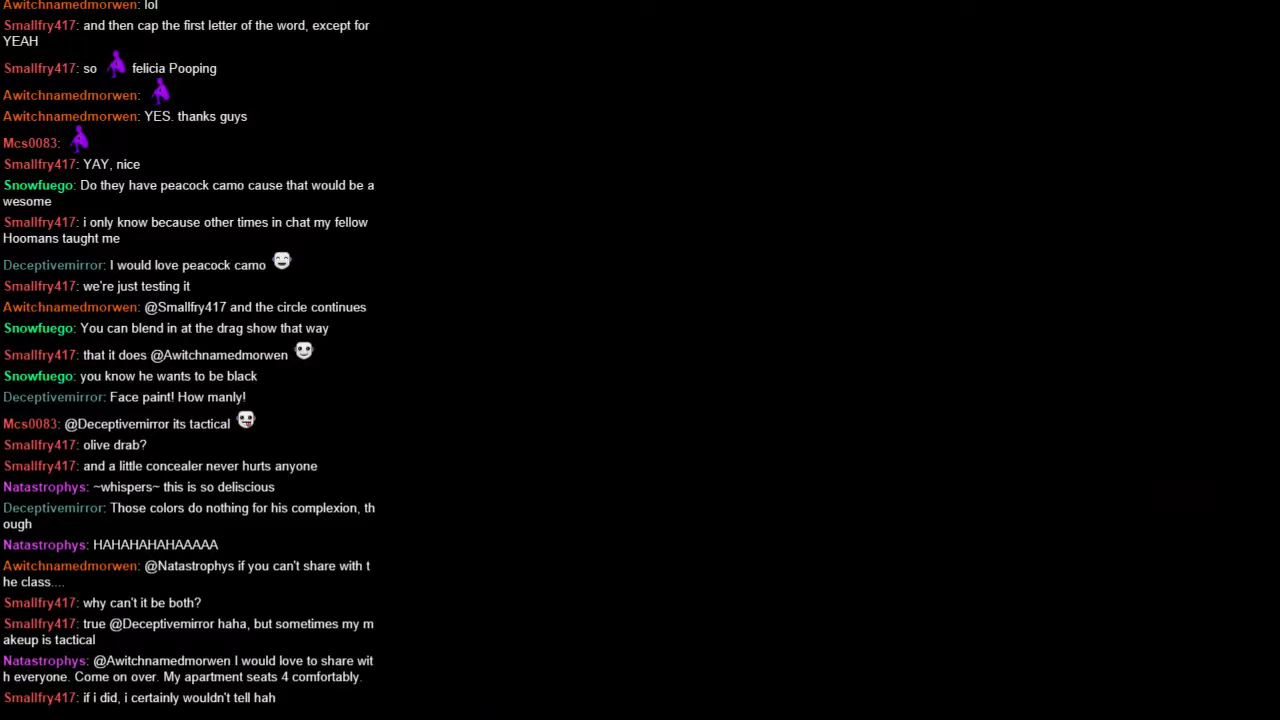 Awitchnamedmorwen: lol
Smallfry417: and then cap the first letter of the word, except for
YEAH
Smallfry417: so felicia Pooping
Awitchnamedmorwen:
Awitchnamedmorwen: YES. thanks guys
Mcs0083:
Smallfry417: YAY, nice
Snowfuego: Do they have peacock camo cause that would be a
wesome
Smallfry417: i only know because other times in chat my fellow
Hoomans taught me
Deceptivemirror: I would love peacock camo
Smallfry417: we're just testing it
Awitchnamedmorwen: @Smallfry417 and the circle continues
Snowfuego: You can blend in at the drag show that way
Smallfry417: that it does @Awitchnamedmorwen
Snowfuego: you know he wants to be black
Deceptivemirror: Face paint! How manly!
Mcs0083: @Deceptivemirror its tactical
Smallfry417: olive drab?
Smallfry417: and a little concealer never hurts anyone
Natastrophys: ~whispers~ this is so deliscious
Deceptivemirror: Those colors do nothing for his complexion, th
ough
Natastrophys: HAHAHAHAHAAAAA
Awitchnamedmorwen: @Natastrophys if you can't share with t
he class....
Smallfry417: why can't it be both?
Smallfry417: true @Deceptivemirror haha, but sometimes my m
akeup is tactical
Natastrophys: @Awitchnamedmorwen I would love to share wit
h everyone. Come on over. My apartment seats 4 comfortably.
Smallfry417: if i did, i certainly wouldn't tell hah